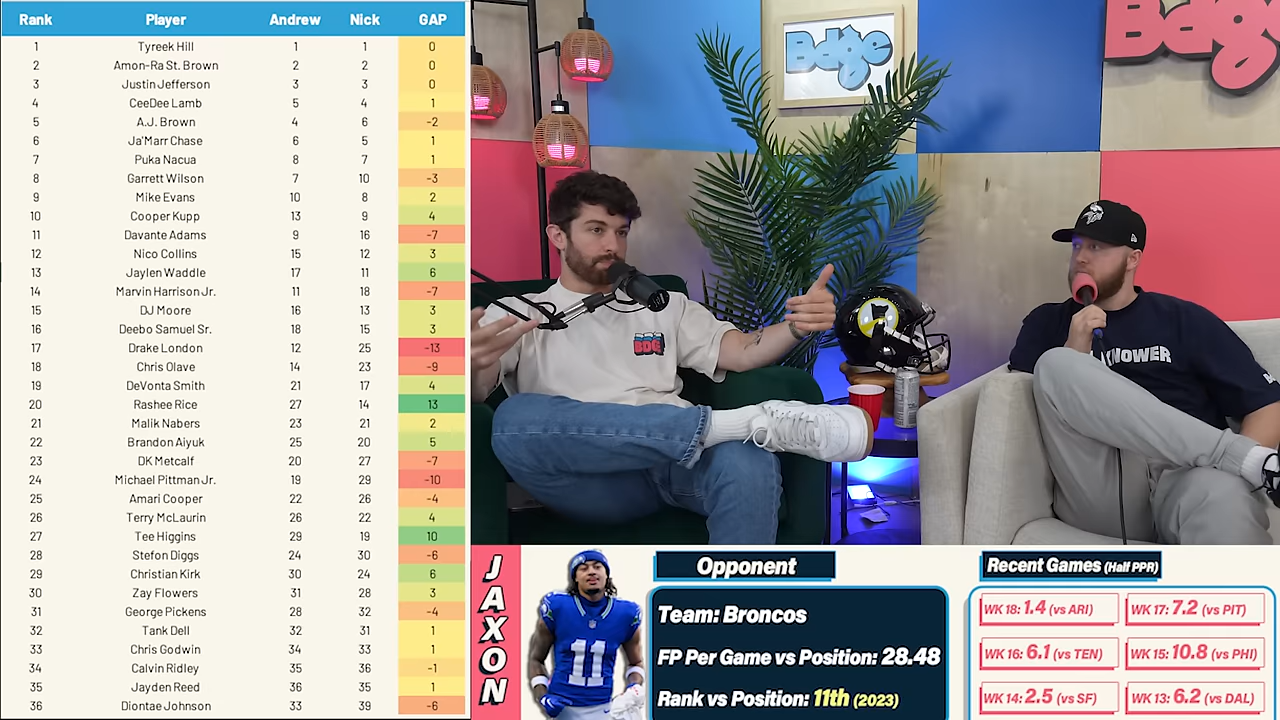 Rank Player Andrew Nick GAP
1 Tyreek Hill 1 1 0
2 Amon-Ra St. Brown 2 2 0
3 Justin Jefferson 3 3 0
4 CeeDee Lamb 5 4 1
5 A.J. Brown 4 6 -2
6 Ja'Marr Chase 6 5 1
7 Puka Nacua 8 7 1
8 Garrett Wilson 7 10 -3
9 Mike Evans 10 8 2
10 Cooper Kupp 13 9 4
11 Davante Adams 9 16 -7
12 Nico Collins 15 12 3
13 Jaylen Waddle 17 11 6
14 Marvin Harrison Jr. 11 18 -7
15 DJ Moore 16 13 3
16 Deebo Samuel Sr. 18 15 3
17 Drake London 12 25 -13
18 Chris Olave 14 23 -9
19 DeVonta Smith 21 17 4
20 Rashee Rice 27 14 13
21 Malik Nabers 23 21 2
22 Brandon Aiyuk 25 20 5
23 DK Metcalf 20 27 -7
24 Michael Pittman Jr. 19 29 -10
25 Amari Cooper 22 26 -4
26 Terry McLaurin 26 22 4
27 Tee Higgins 29 19 10
28 Stefon Diggs 24 30 -6
29 Christian Kirk 30 24 6
30 Zay Flowers 31 28 3
31 George Pickens 28 32 -4
32 Tank Dell 32 31 1
33 Chris Godwin 34 33 1
34 Calvin Ridley 35 36 -1
35 Jayden Reed 36 35 1
36 Diontae Johnson 33 39 -6
Bdge
Bdge
BDG
KNOWER
JAXON
11
Opponent
Team: Broncos
FP Per Game vs Position: 28.48
Rank vs Position: 11th (2023)
Recent Games (Half PPR)
WK 18: 1.4 (vs ARI) WK 17: 7.2 (vs PIT)
WK 16: 6.1 (vs TEN) WK 15: 10.8 (vs PHI)
WK 14: 2.5 (vs SF) WK 13: 6.2 (vs DAL)